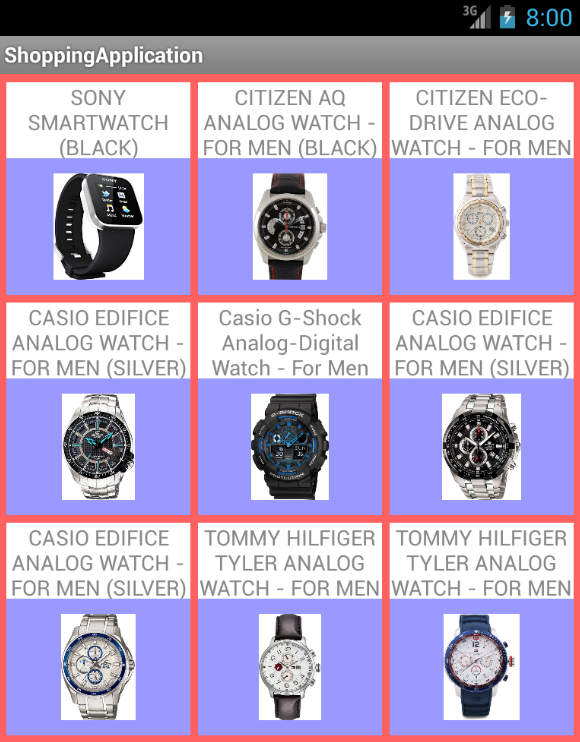 3G
8:00
ShoppingApplication
SONY
SMARTWATCH
(BLACK)
CITIZEN AQ
ANALOG WATCH -
FOR MEN (BLACK)
CITIZEN ECO-
DRIVE ANALOG
WATCH - FOR MEN
SONY
CASIO EDIFICE
ANALOG WATCH -
FOR MEN (SILVER)
Casio G-Shock
Analog-Digital
Watch - For Men
CASIO EDIFICE
ANALOG WATCH -
FOR MEN (SILVER)
G-SHOCK
CASIO EDIFICE
ANALOG WATCH -
FOR MEN (SILVER)
TOMMY HILFIGER
TYLER ANALOG
WATCH - FOR MEN
TOMMY HILFIGER
TYLER ANALOG
WATCH - FOR MEN